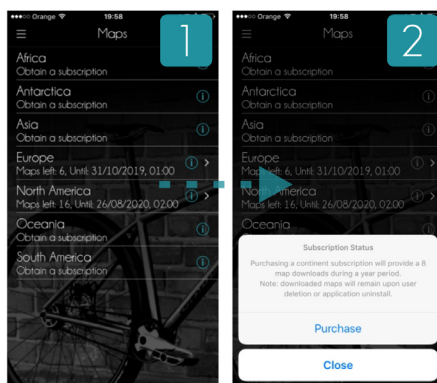 Orange 19:58
Maps
1
Africa
Obtain a subscription
Antarctica
Obtain a subscription
Asia
Obtain a subscription
Europe
Maps left: 6, Until: 31/10/2019, 01:00
North America
Maps left: 16, Until: 26/08/2020, 02:00
Oceania
Obtain a subscription
South America
Obtain a subscription
Orange 19:58
Maps
2
Africa
Obtain a subscription
Antarctica
Obtain a subscription
Asia
Obtain a subscription
Europe
Maps left: 6, Until: 31/10/2019, 01:00
North America
Maps left: 16, Until: 26/08/2020, 02:00
Oceania
Obtain a subscription
Subscription Status
Purchasing a continent subscription will provide a 8
map downloads during a year period.
Note: downloaded maps will remain upon user
deletion or application uninstall.
Purchase
Close